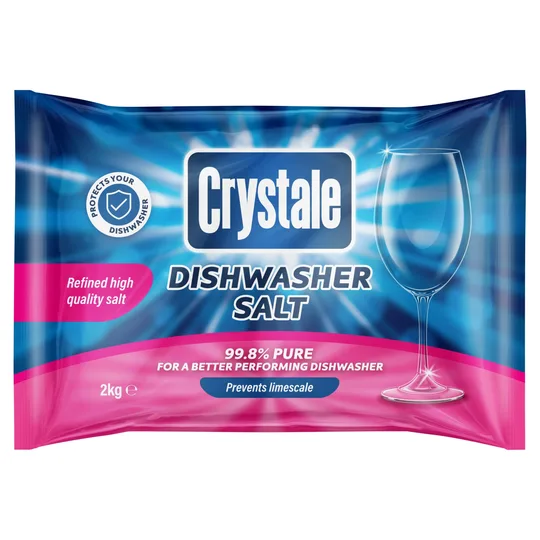 PROTECTS YOUR
DISHWASHER
Crystale
Refined high
quality salt
DISHWASHER
SALT
99.8% PURE
FOR A BETTER PERFORMING DISHWASHER
2kg ℮
Prevents limescale